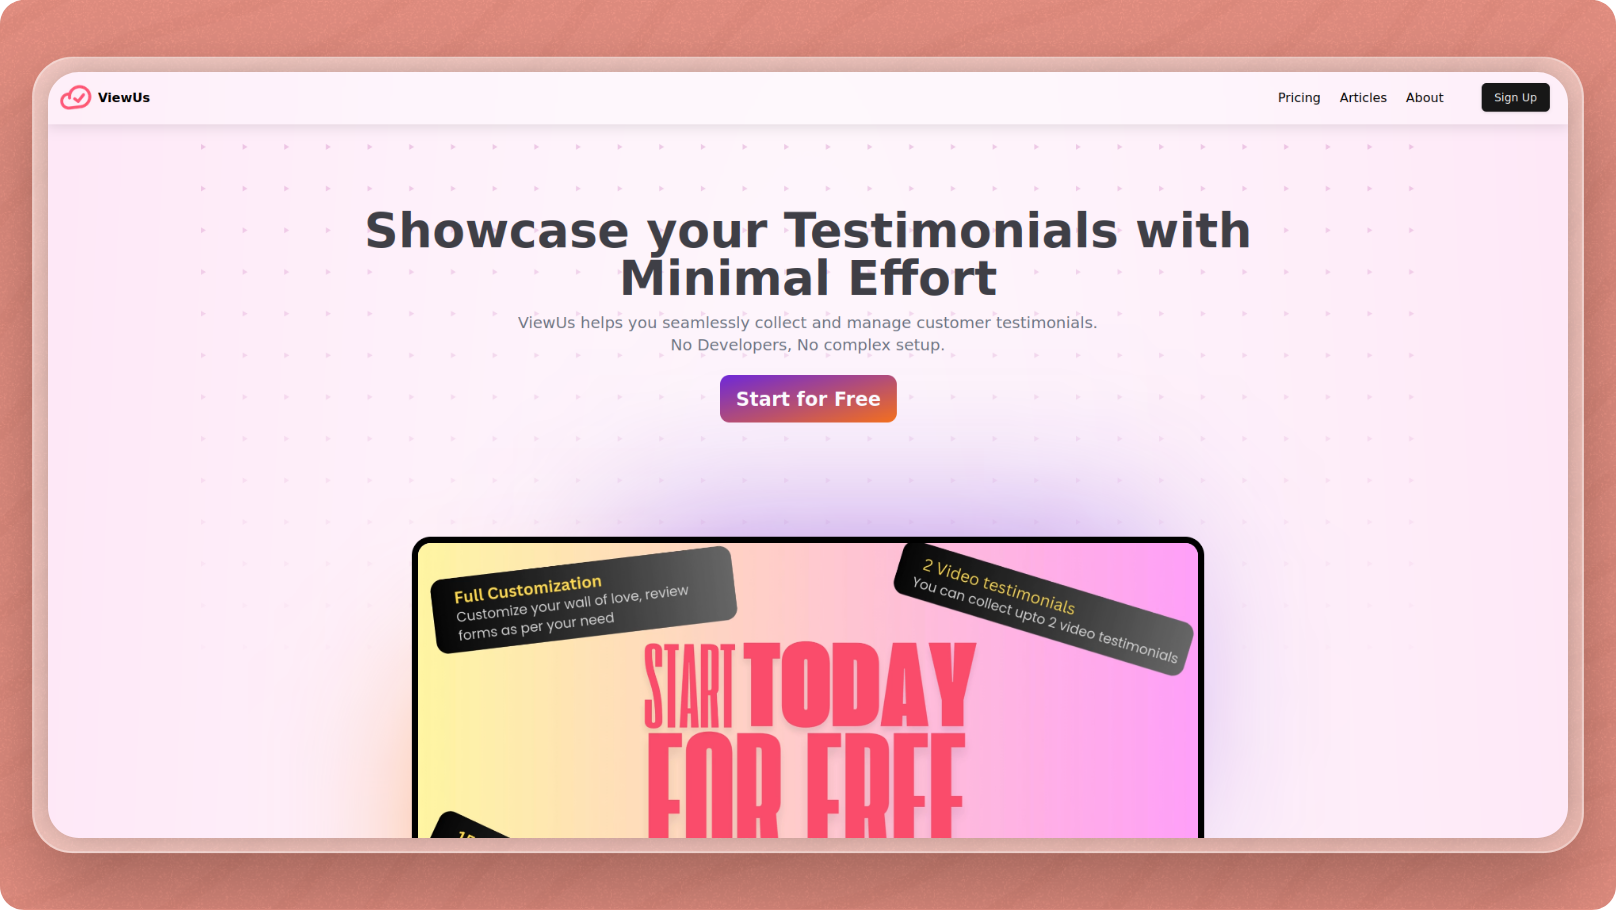 ViewUs
Pricing
Articles
About
Sign Up
Showcase your Testimonials with
Minimal Effort
ViewUs helps you seamlessly collect and manage customer testimonials.
No Developers, No complex setup.
Start for Free
Full Customization
Customize your wall of love, review
forms as per your need
2 Video testimonials
You can collect upto 2 video testimonials
START TODAY
FOR FREE